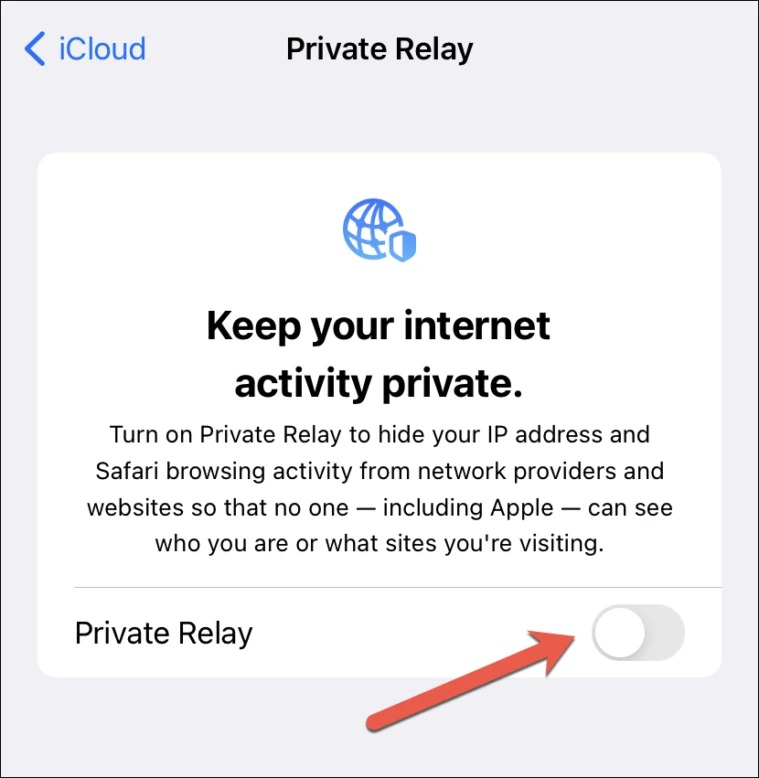 iCloud
Private Relay
Keep your internet
activity private.
Turn on Private Relay to hide your IP address and
Safari browsing activity from network providers and
websites so that no one — including Apple — can see
who you are or what sites you're visiting.
Private Relay